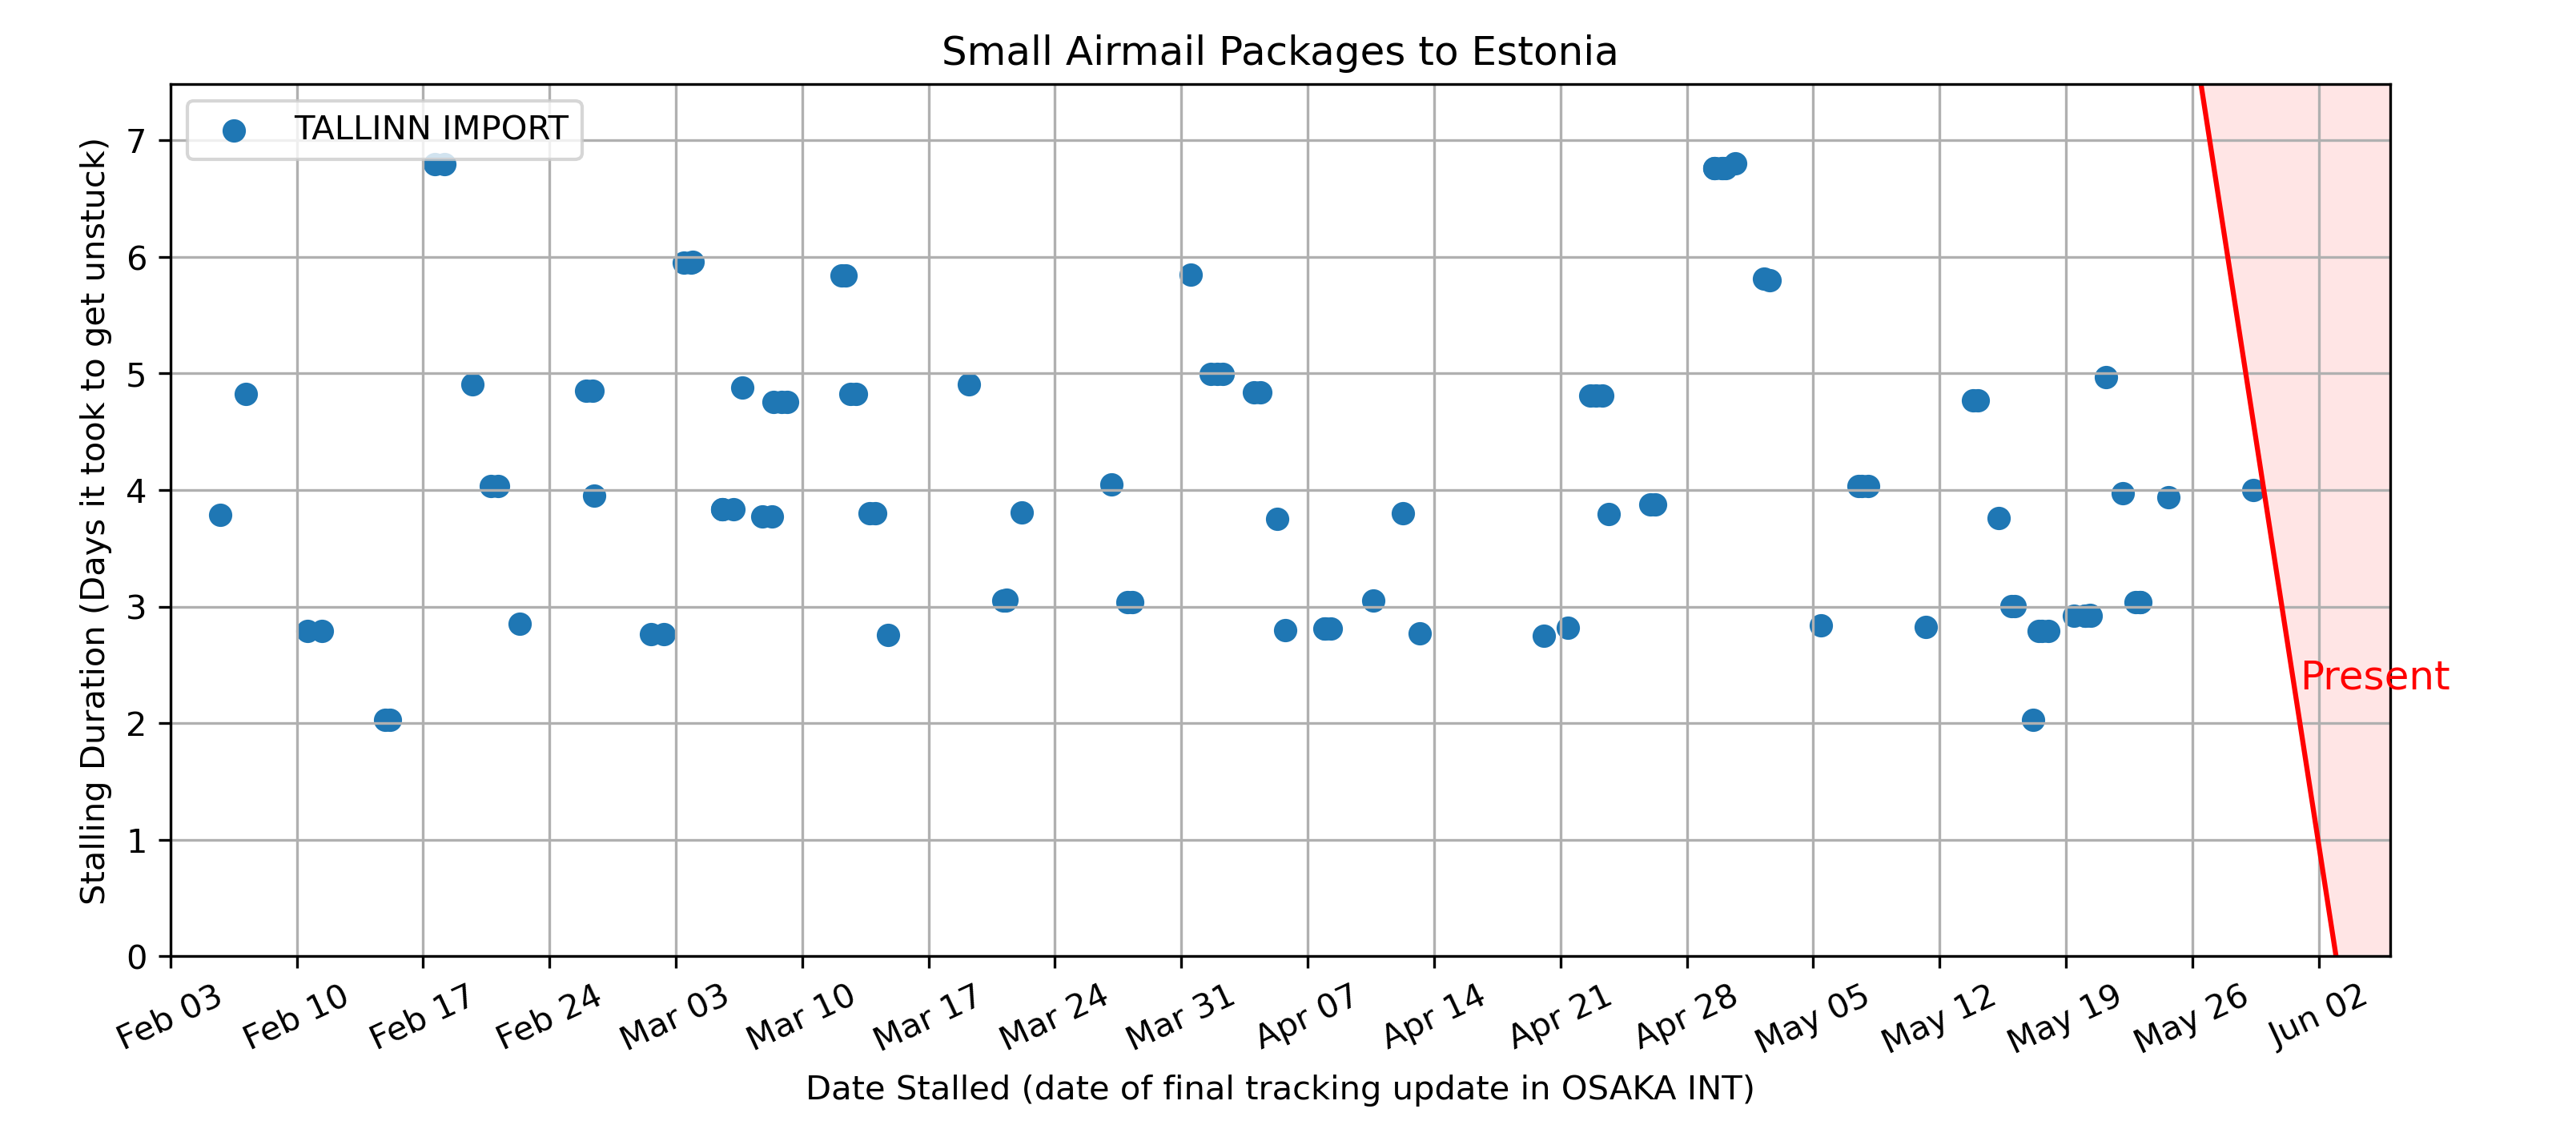 Small Airmail Packages to Estonia
TALLINN IMPORT
Stalling Duration (Days it took to get unstuck)
7
6
5
4
3
2
1
0
Present
Feb 03 Feb 10 Feb 17 Feb 24 Mar 03 Mar 10 Mar 17 Mar 24 Mar 31 Apr 07 Apr 14 Apr 21 Apr 28 May 05 May 12 May 19 May 26 Jun 02
Date Stalled (date of final tracking update in OSAKA INT)